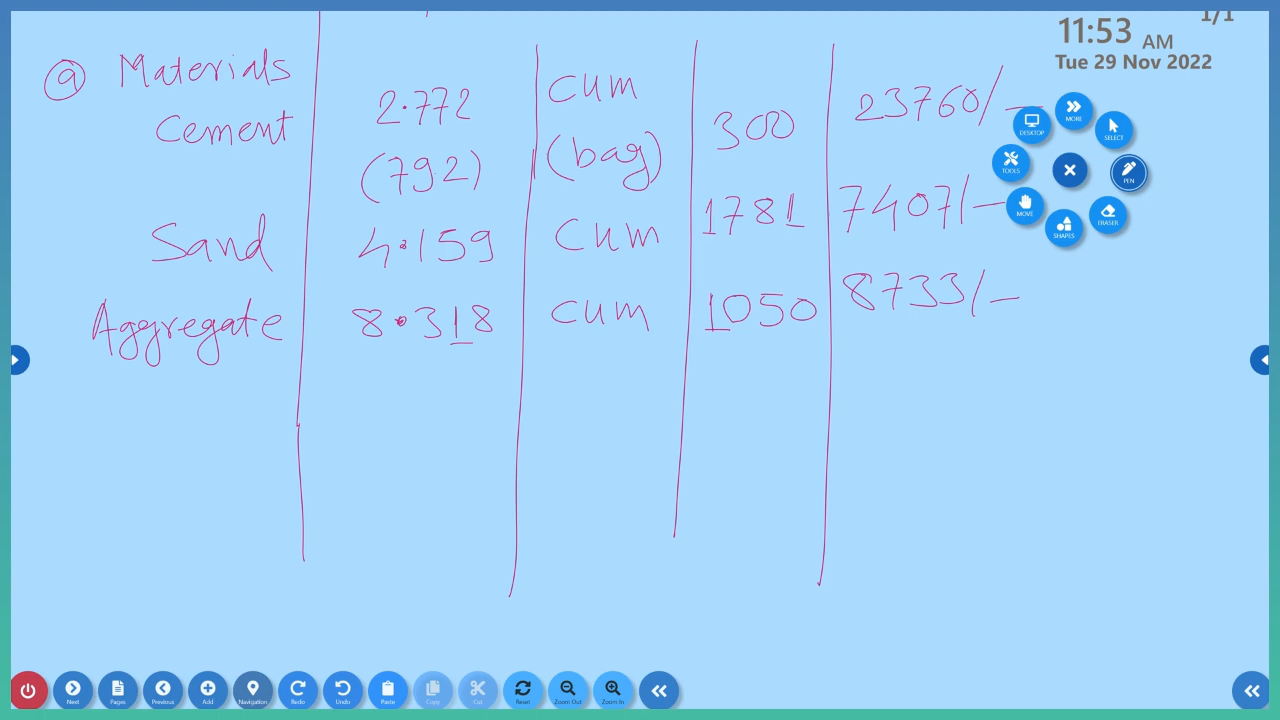 1/1
11:53 AM
Tue 29 Nov 2022
a Materials
Cement 2.772 cum 300 23760/-
(79.2) (bag)
Sand 4.159 cum 1781 7407/-
Aggregate 8.318 cum 1050 8733/-
MORE
DESKTOP
SELECT
TOOLS
PEN
MOVE
ERASER
SHAPES
Next Pages Previous Add Navigation Redo Undo Paste Copy Cut Reset Zoom Out Zoom In